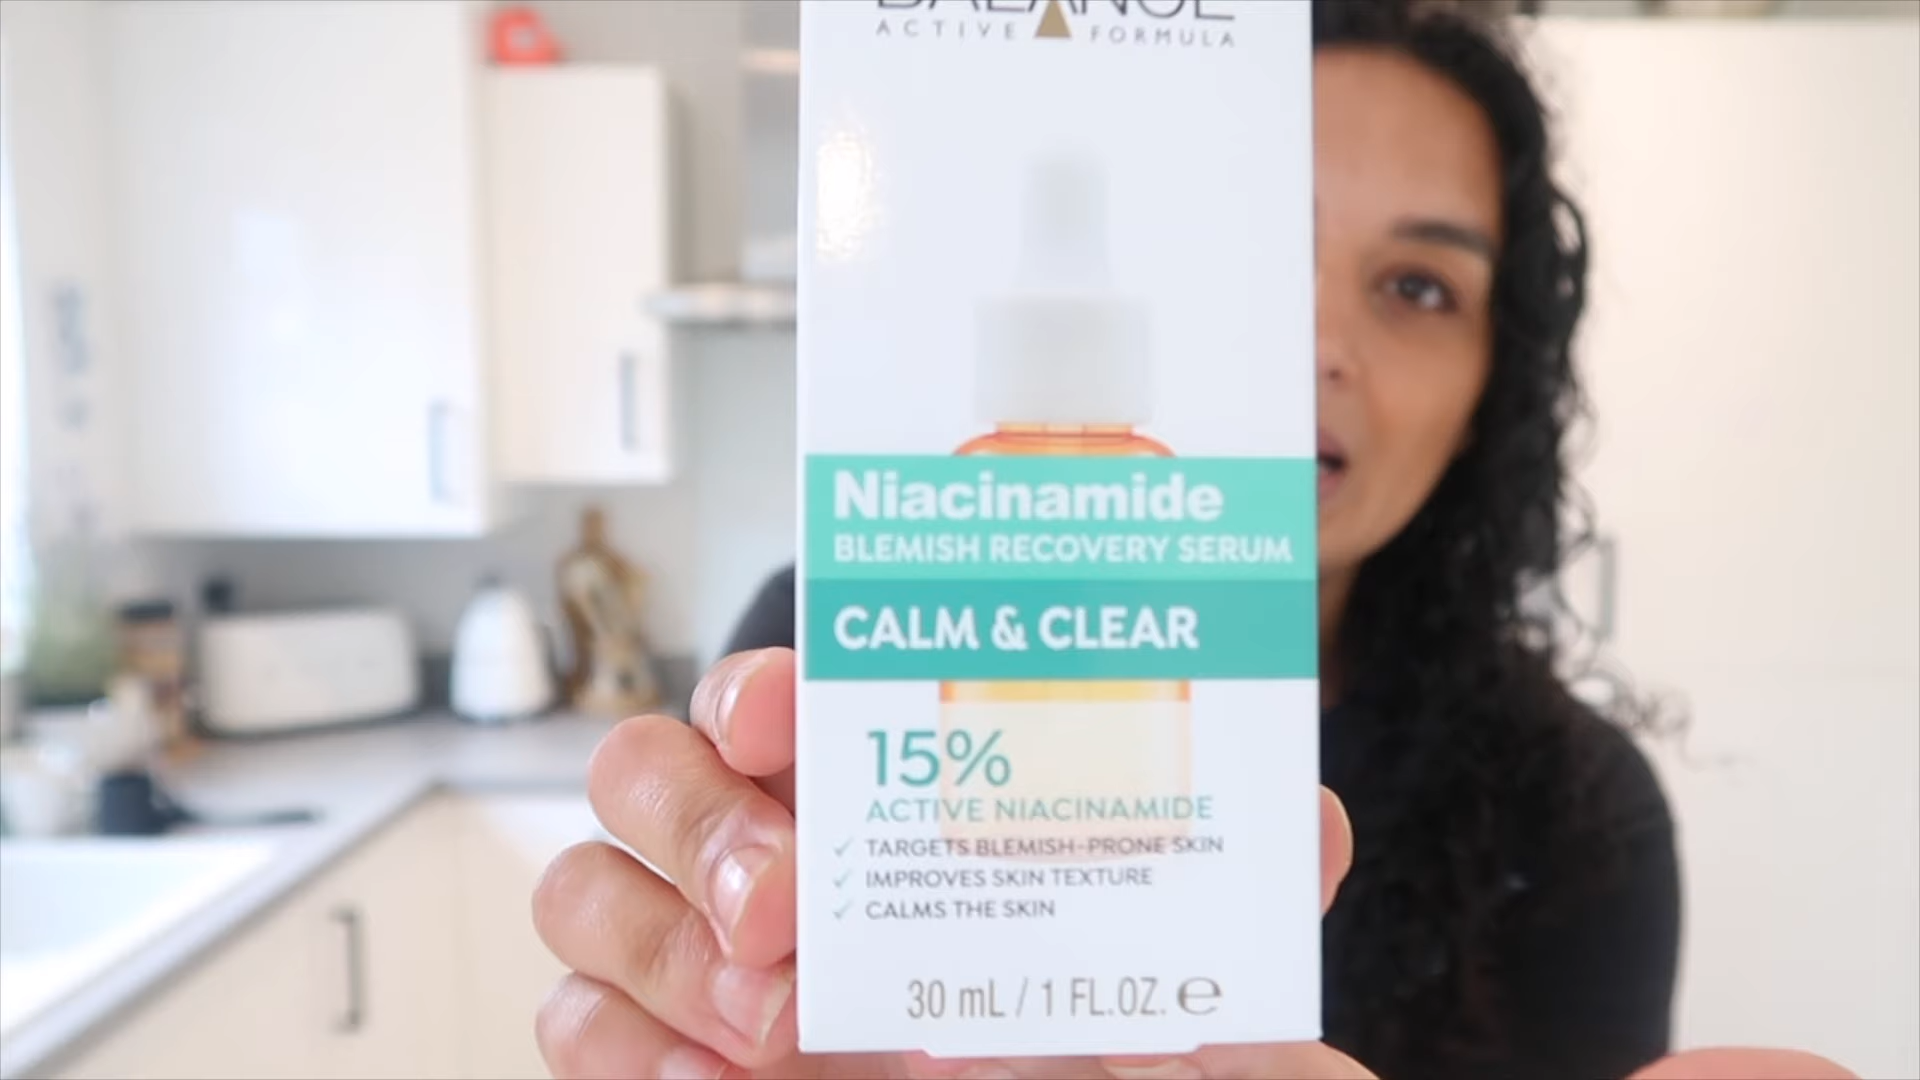 BALANCE
ACTIVE FORMULA
Niacinamide
BLEMISH RECOVERY SERUM
CALM & CLEAR
15%
ACTIVE NIACINAMIDE
✓ TARGETS BLEMISH-PRONE SKIN
✓ IMPROVES SKIN TEXTURE
✓ CALMS THE SKIN
30 mL / 1 FL.OZ. ℮